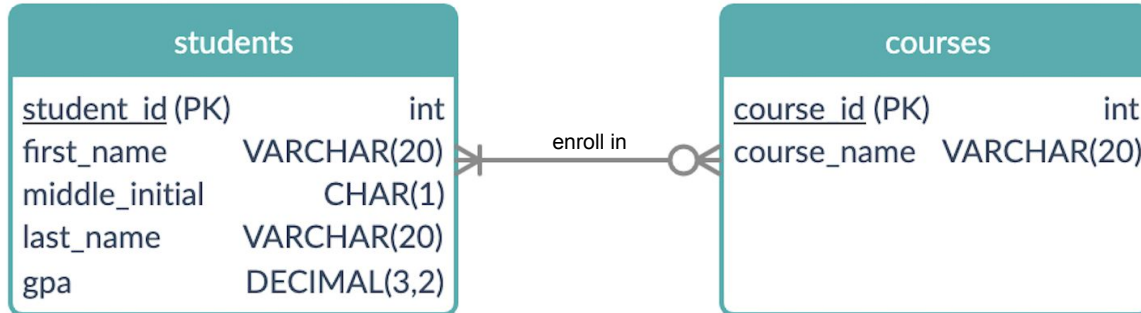 students
student_id (PK) int
first_name VARCHAR(20)
middle_initial CHAR(1)
last_name VARCHAR(20)
gpa DECIMAL(3,2)
enroll in
courses
course_id (PK) int
course_name VARCHAR(20)